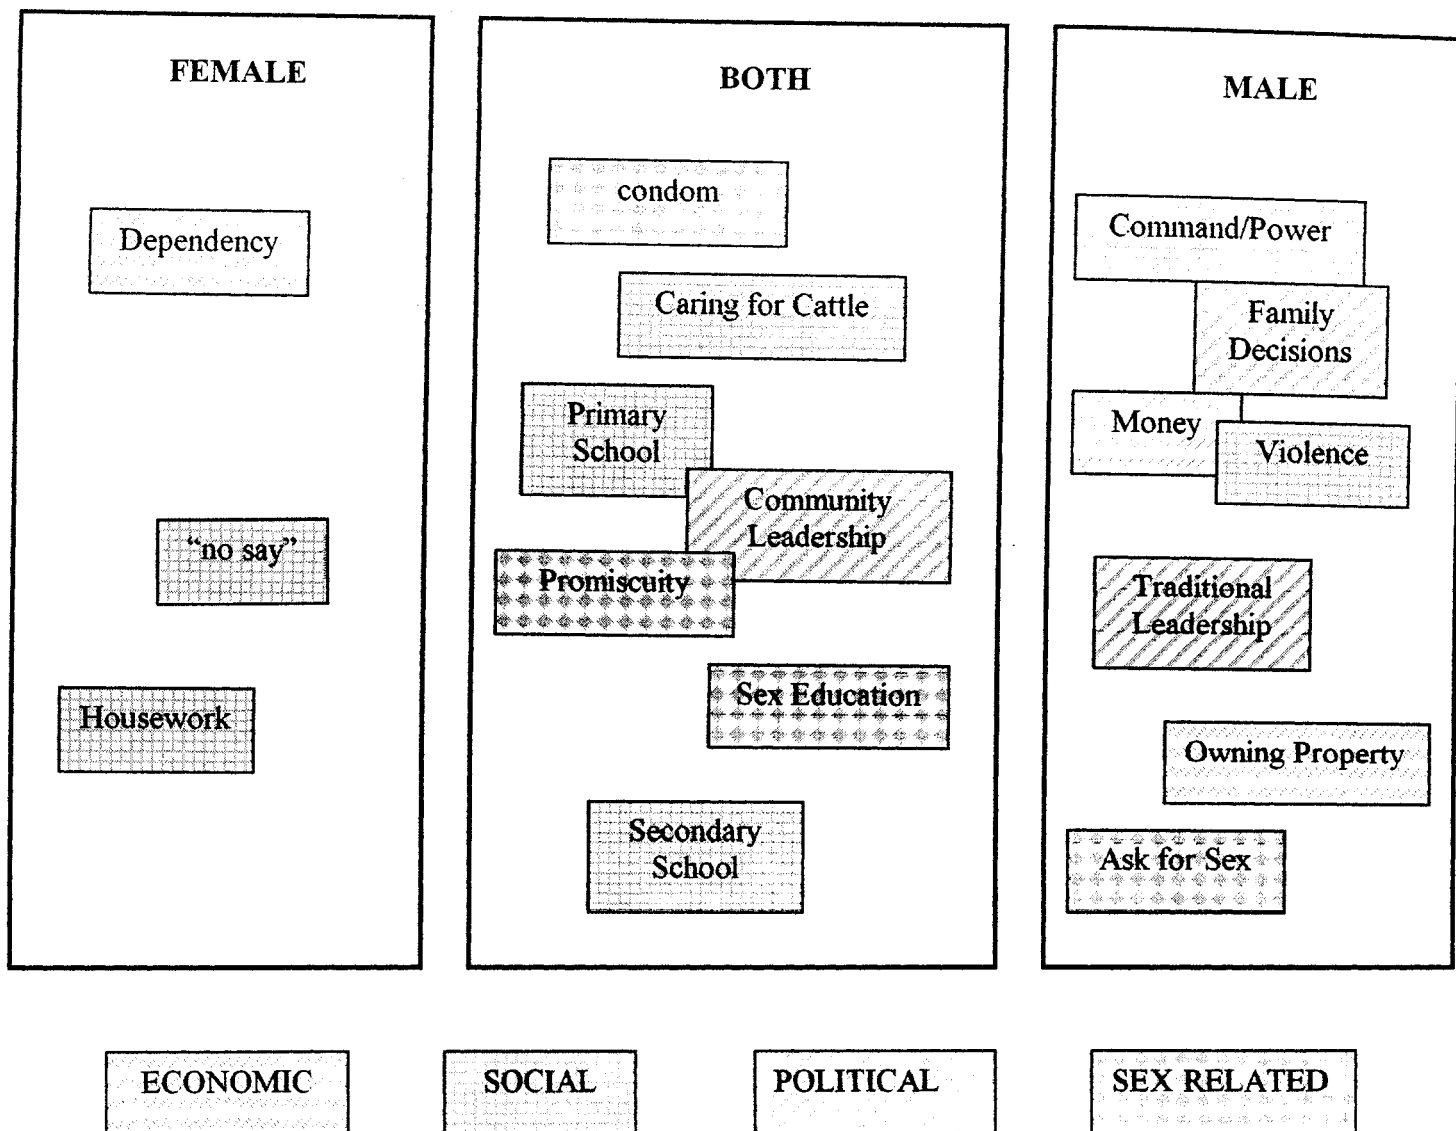 FEMALE
Dependency
“no say”
Housework
BOTH
condom
Caring for Cattle
Primary
School
Community
Leadership
Promiscuity
Sex Education
Secondary
School
MALE
Command/Power
Family
Decisions
Money
Violence
Traditional
Leadership
Owning Property
Ask for Sex
ECONOMIC
SOCIAL
POLITICAL
SEX RELATED